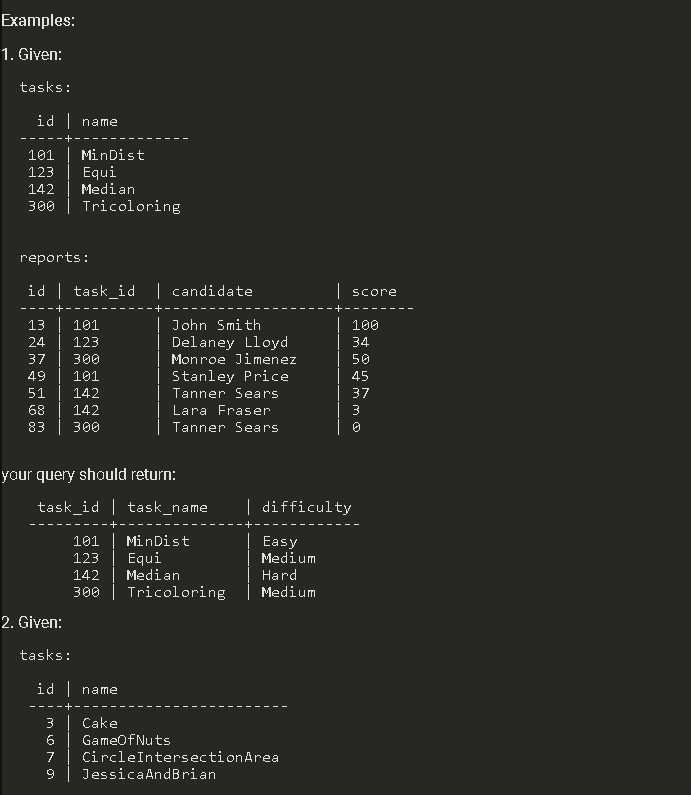 Examples:
1. Given:
tasks:
id | name
-----+-------------
101 | MinDist
123 | Equi
142 | Median
300 | Tricoloring
reports:
id | task_id | candidate | score
----+----------+--------------------+--------
13 | 101 | John Smith | 100
24 | 123 | Delaney Lloyd | 34
37 | 300 | Monroe Jimenez | 50
49 | 101 | Stanley Price | 45
51 | 142 | Tanner Sears | 37
68 | 142 | Lara Fraser | 3
83 | 300 | Tanner Sears | 0
your query should return:
task_id | task_name | difficulty
---------+--------------+------------
101 | MinDist | Easy
123 | Equi | Medium
142 | Median | Hard
300 | Tricoloring | Medium
2. Given:
tasks:
id | name
----+------------------------
3 | Cake
6 | GameOfNuts
7 | CircleIntersectionArea
9 | JessicaAndBrian